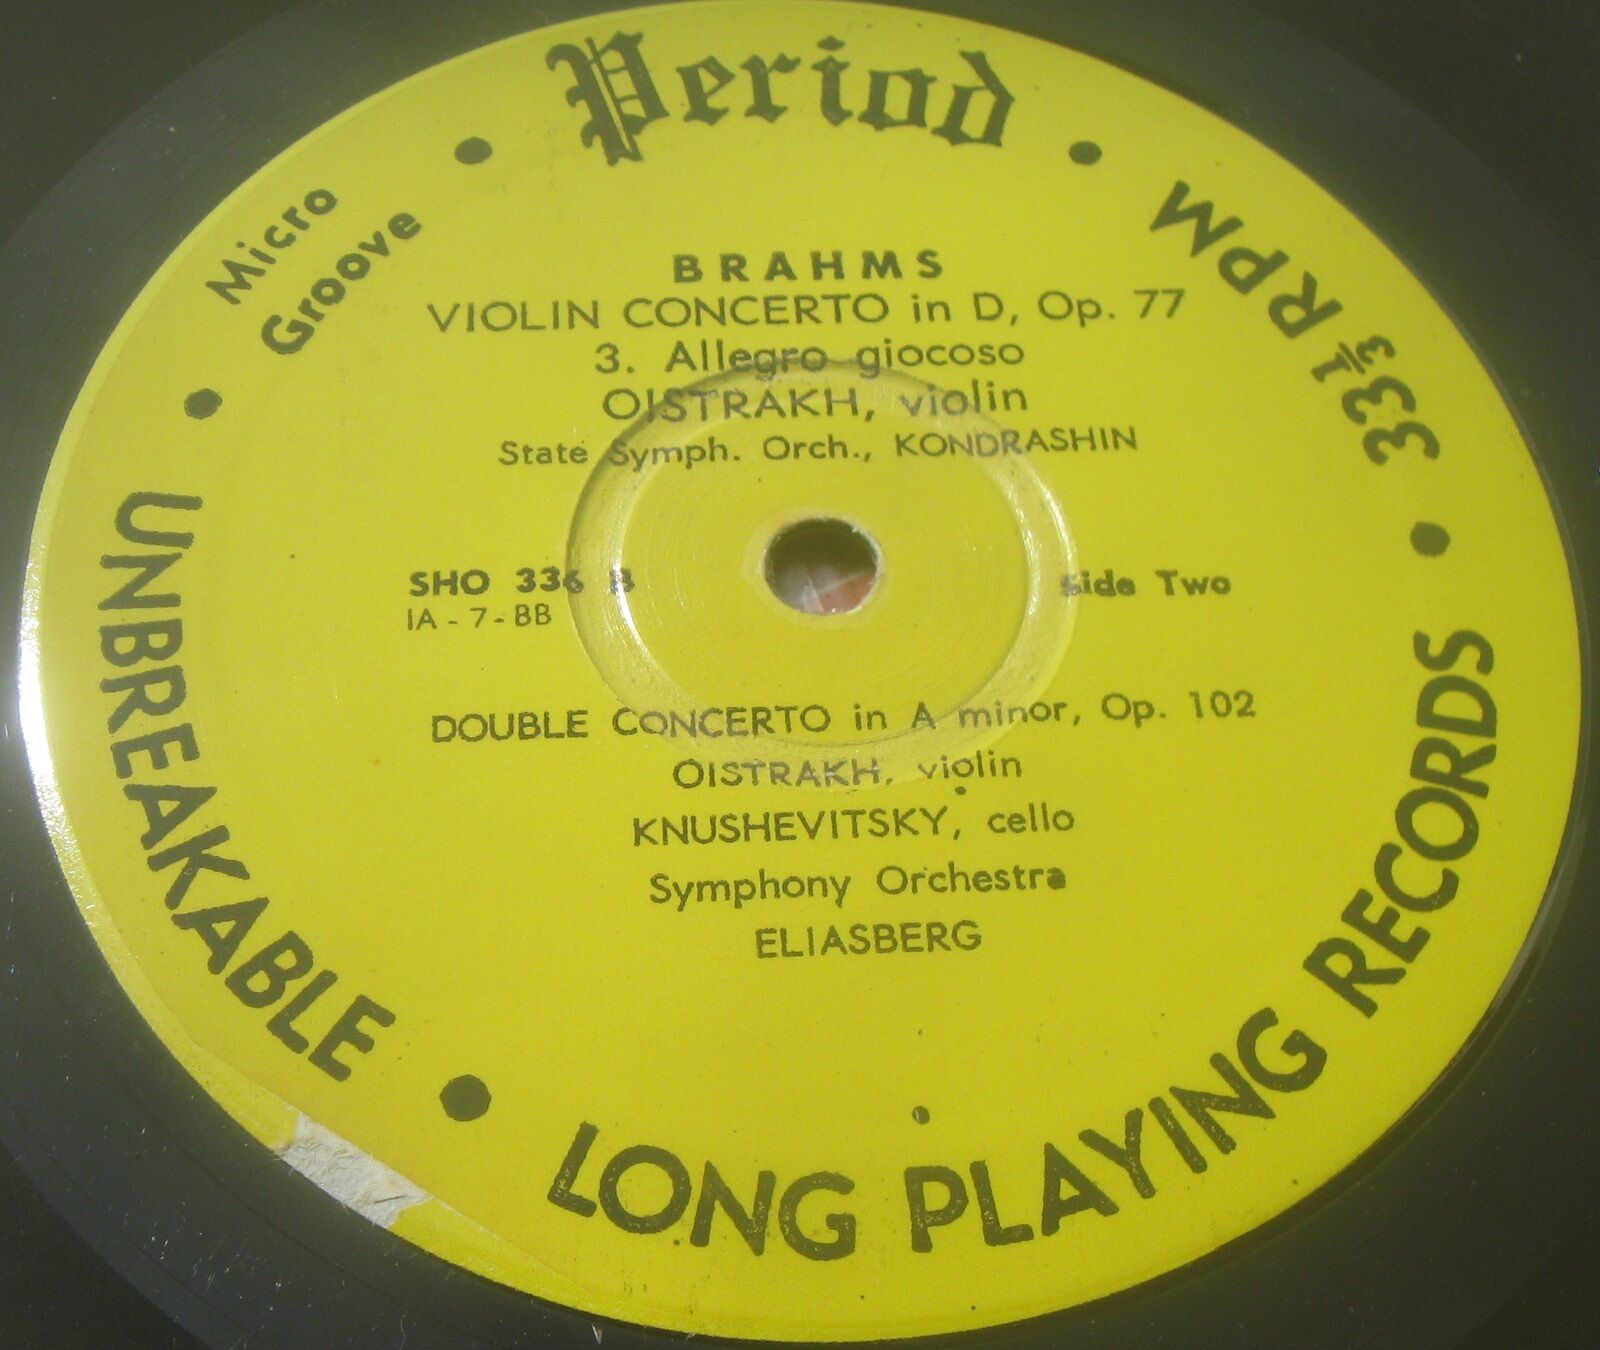 Period
Micro
Groove
33 1/3 RPM
BRAHMS
VIOLIN CONCERTO in D, Op. 77
3. Allegro giocoso
OISTRAKH, violin
State Symph. Orch., KONDRASHIN
SHO 336 B
Side Two
IA - 7 - BB
DOUBLE CONCERTO in A minor, Op. 102
OISTRAKH, violin
KNUSHEVITSKY, cello
Symphony Orchestra
ELIASBERG
UNBREAKABLE
LONG PLAYING RECORDS